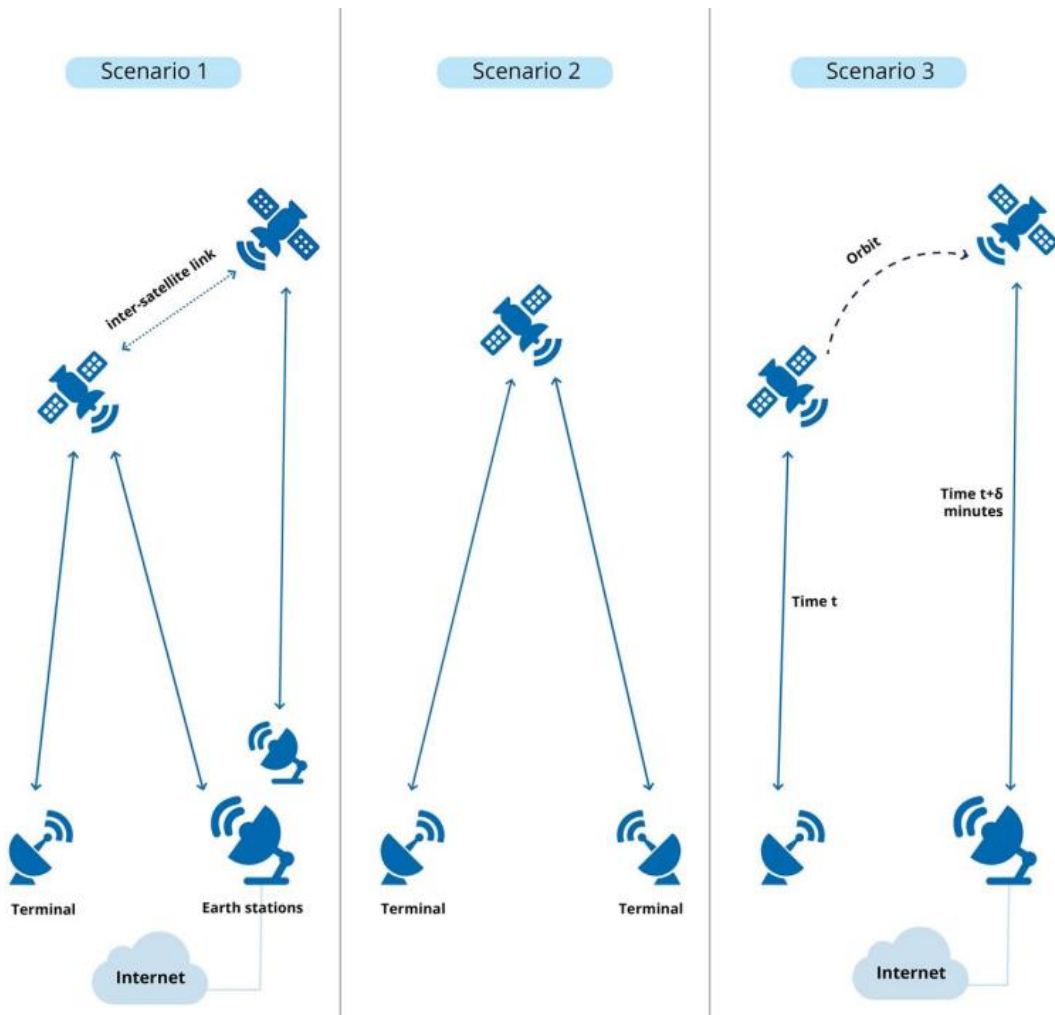 Scenario 1
inter-satellite link
Terminal
Earth stations
Internet
Scenario 2
Terminal
Terminal
Scenario 3
Orbit
Time t+δ
minutes
Time t
Internet